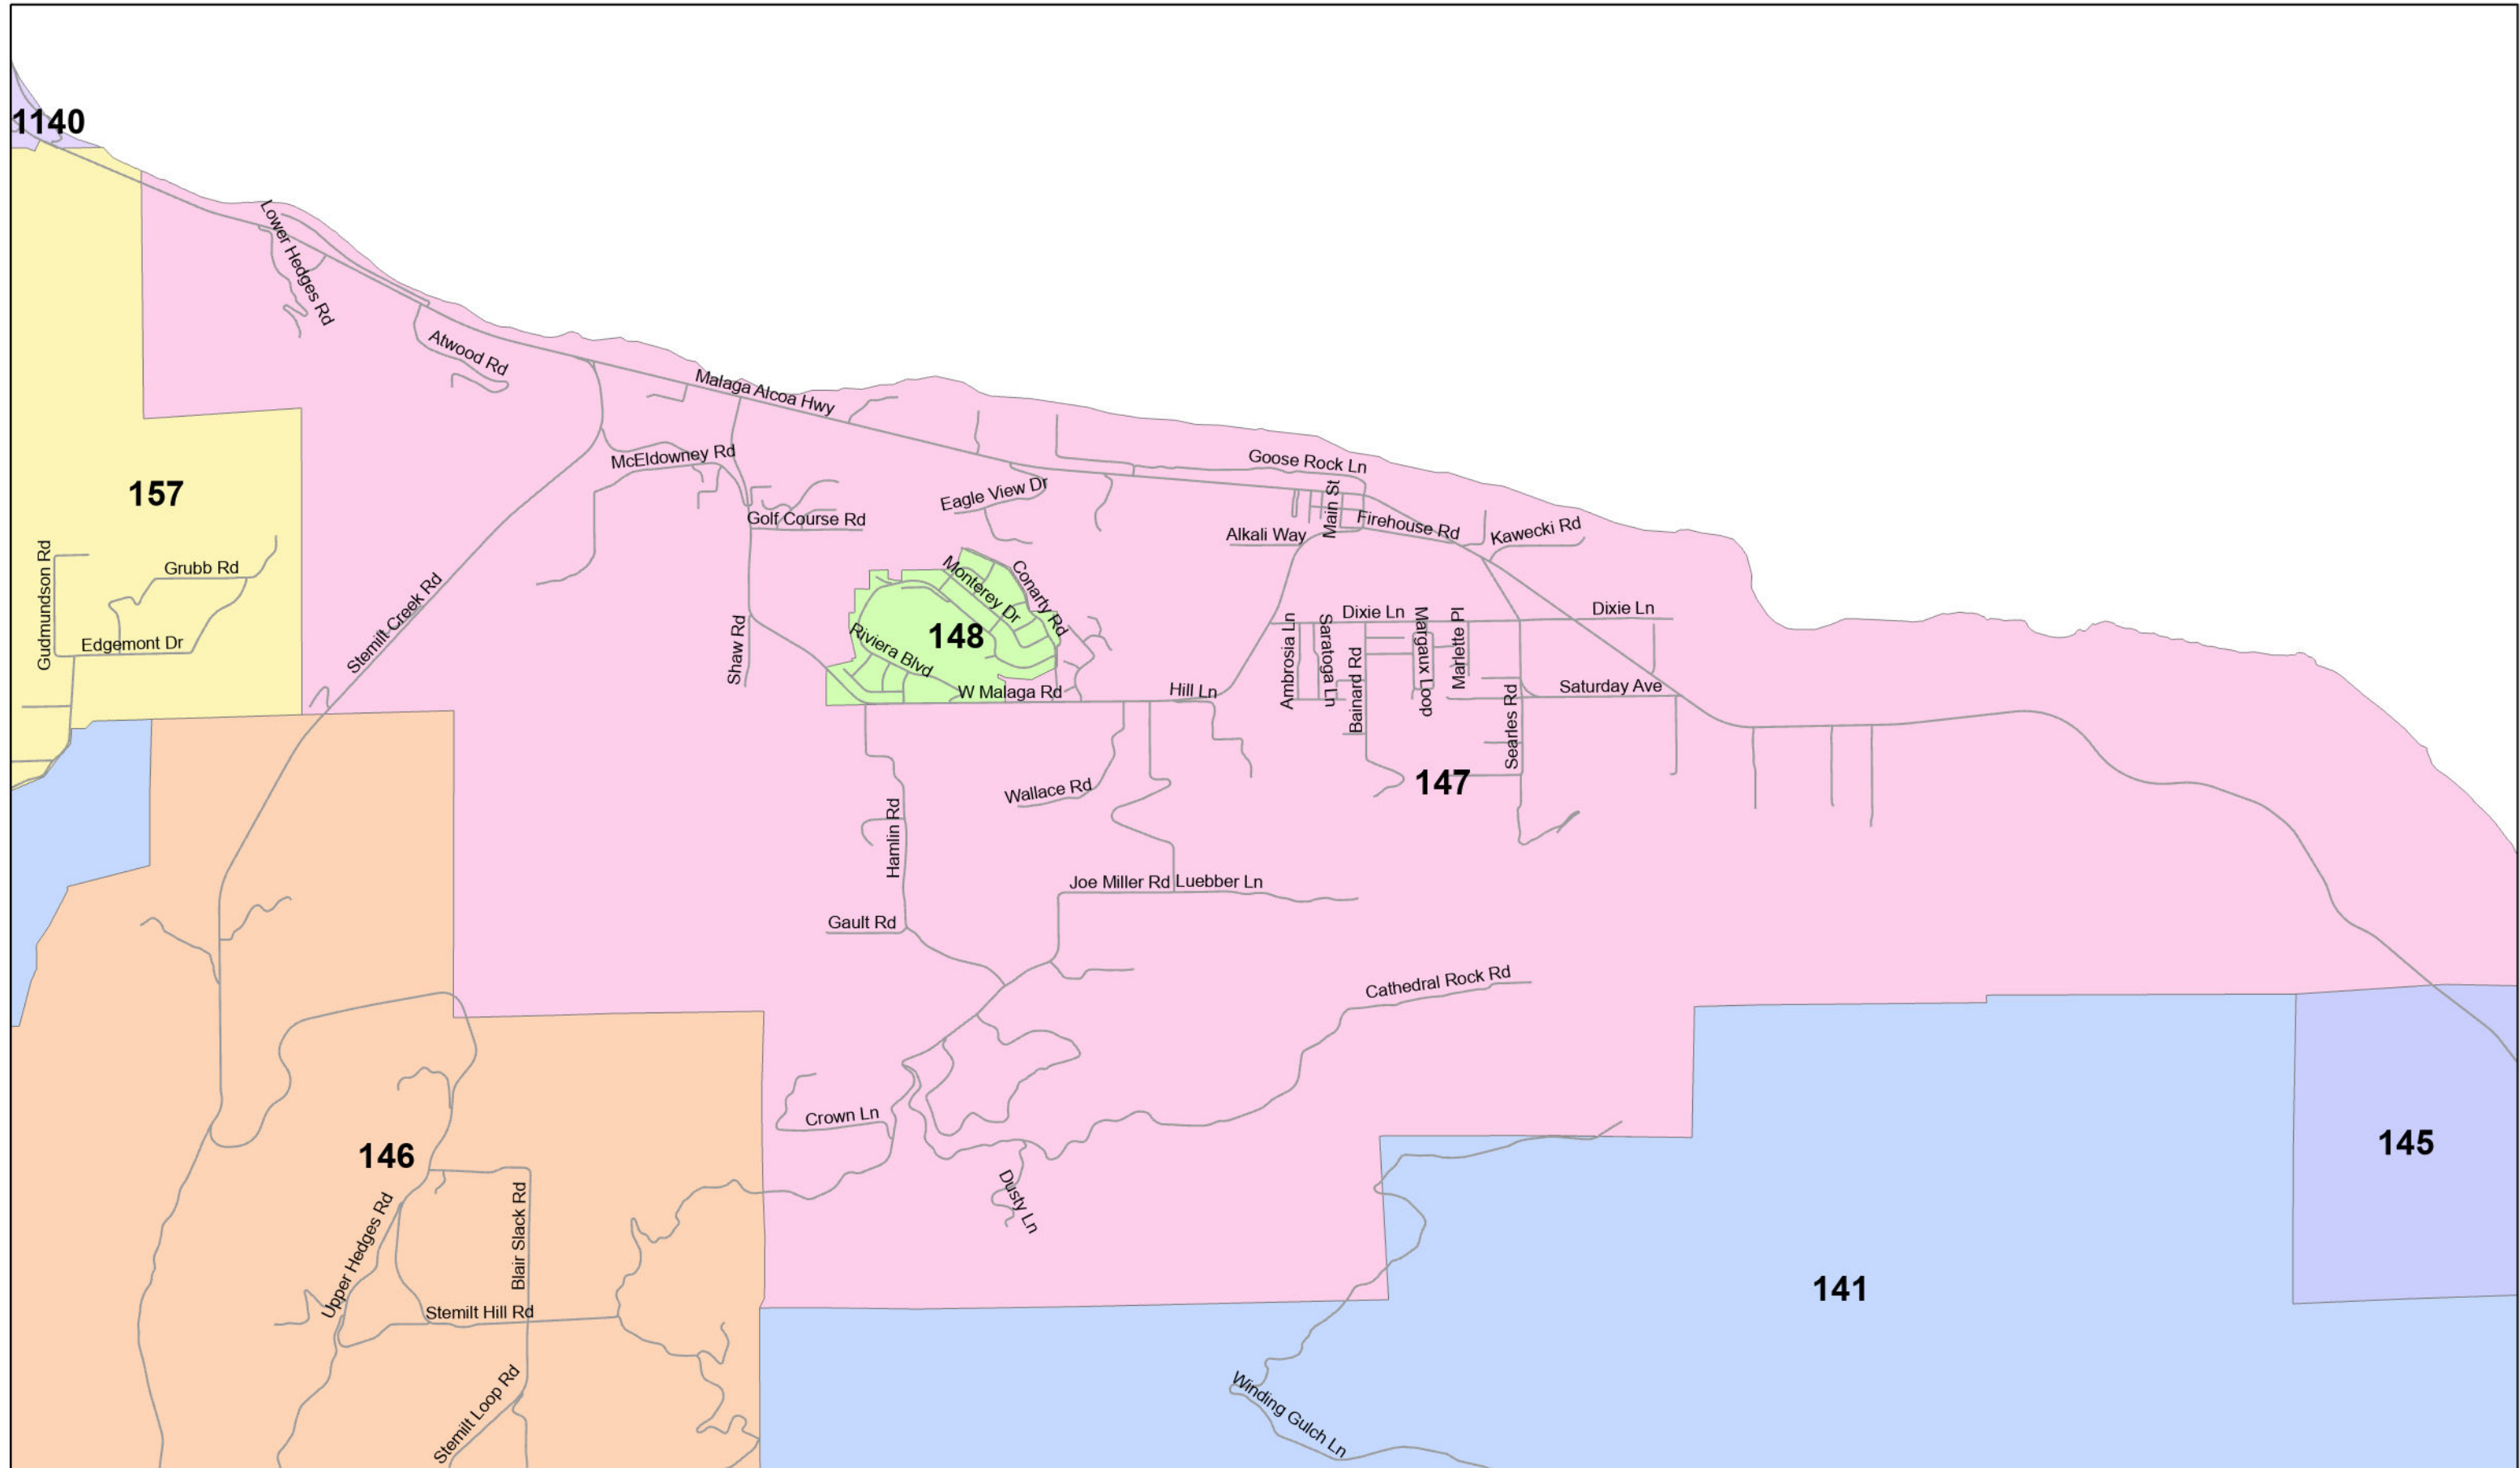 1140
Lower Hedges Rd
Atwood Rd
Malaga Alcoa Hwy
McEldowney Rd
Goose Rock Ln
157
Eagle View Dr
Main St
Golf Course Rd
Firehouse Rd
Kawecki Rd
Alkali Way
Gudmundson Rd
Grubb Rd
Edgemont Dr
Stemilt Creek Rd
Monterey Dr
Conarty Rd
148
Riviera Blvd
Shaw Rd
W Malaga Rd
Hill Ln
Dixie Ln
Dixie Ln
Ambrosia Ln
Saratoga Ln
Bainard Rd
Margaux Loop
Marlette Pl
Searles Rd
Saturday Ave
147
Wallace Rd
Hamlin Rd
Joe Miller Rd
Luebber Ln
Gault Rd
Cathedral Rock Rd
Crown Ln
146
145
Dusty Ln
Upper Hedges Rd
Blair Slack Rd
Stemilt Hill Rd
141
Stemilt Loop Rd
Winding Gulch Ln